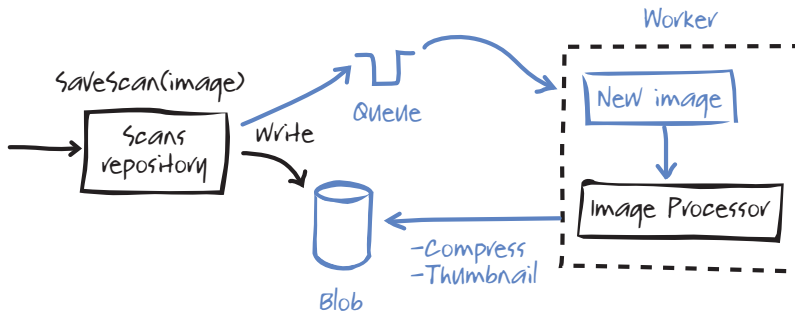 Worker
SaveScan(image)
Scans
repository
Write
Queue
New image
Image Processor
-Compress
-Thumbnail
Blob